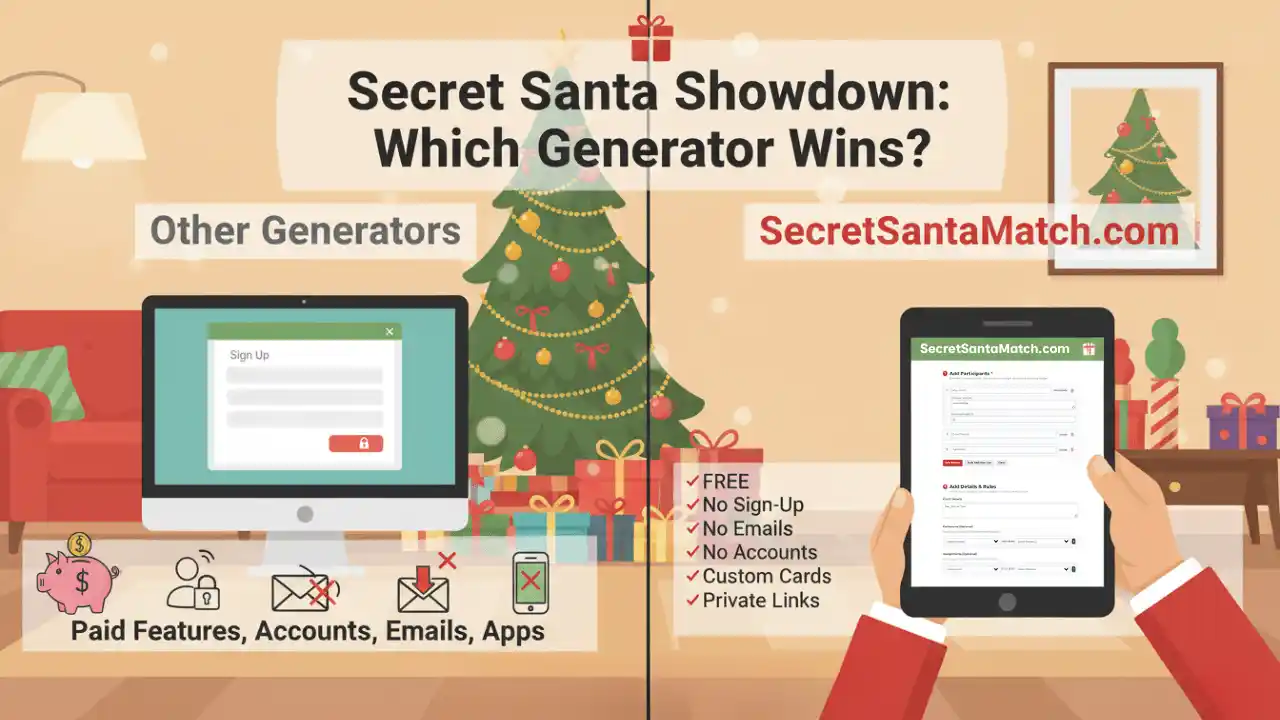 Secret Santa Showdown:
Which Generator Wins?
Other Generators
SecretSantaMatch.com
Sign Up
SecretSantaMatch.com
Add Participants *
Add Details & Rules
FREE
No Sign-Up
No Emails
No Accounts
Custom Cards
Private Links
Paid Features, Accounts, Emails, Apps